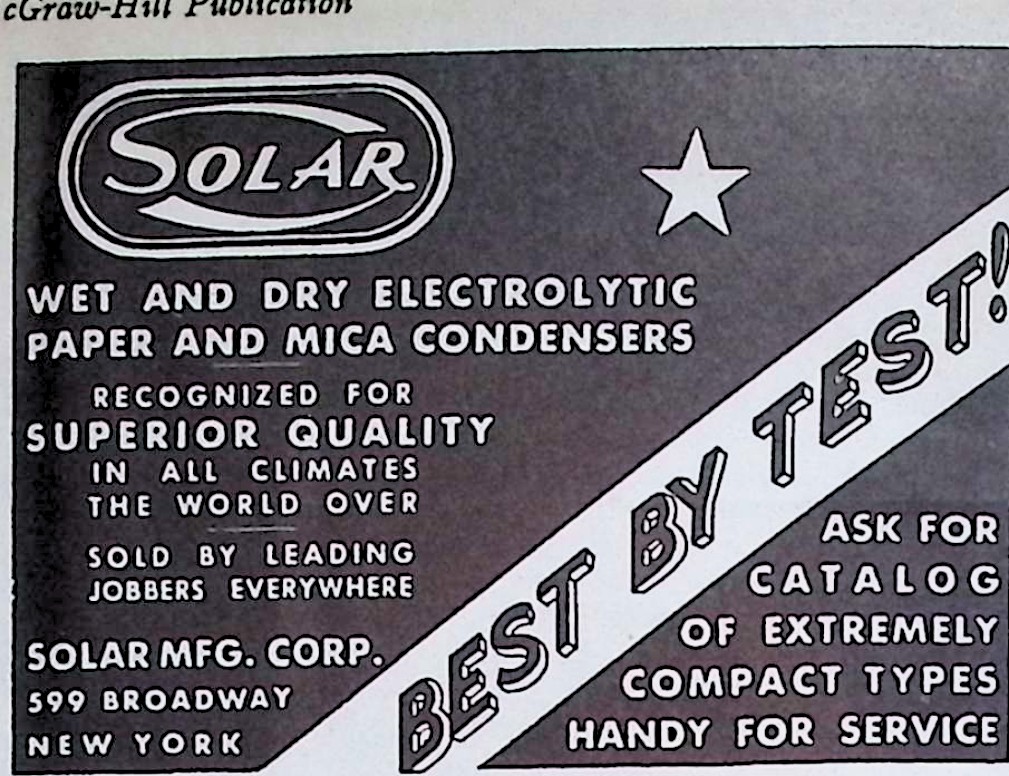 cGraw-Hill Publication
SOLAR
WET AND DRY ELECTROLYTIC
PAPER AND MICA CONDENSERS
RECOGNIZED FOR
SUPERIOR QUALITY
IN ALL CLIMATES
THE WORLD OVER
SOLD BY LEADING
JOBBERS EVERYWHERE
SOLAR MFG. CORP.
599 BROADWAY
NEW YORK
BEST BY TEST!
ASK FOR
CATALOG
OF EXTREMELY
COMPACT TYPES
HANDY FOR SERVICE